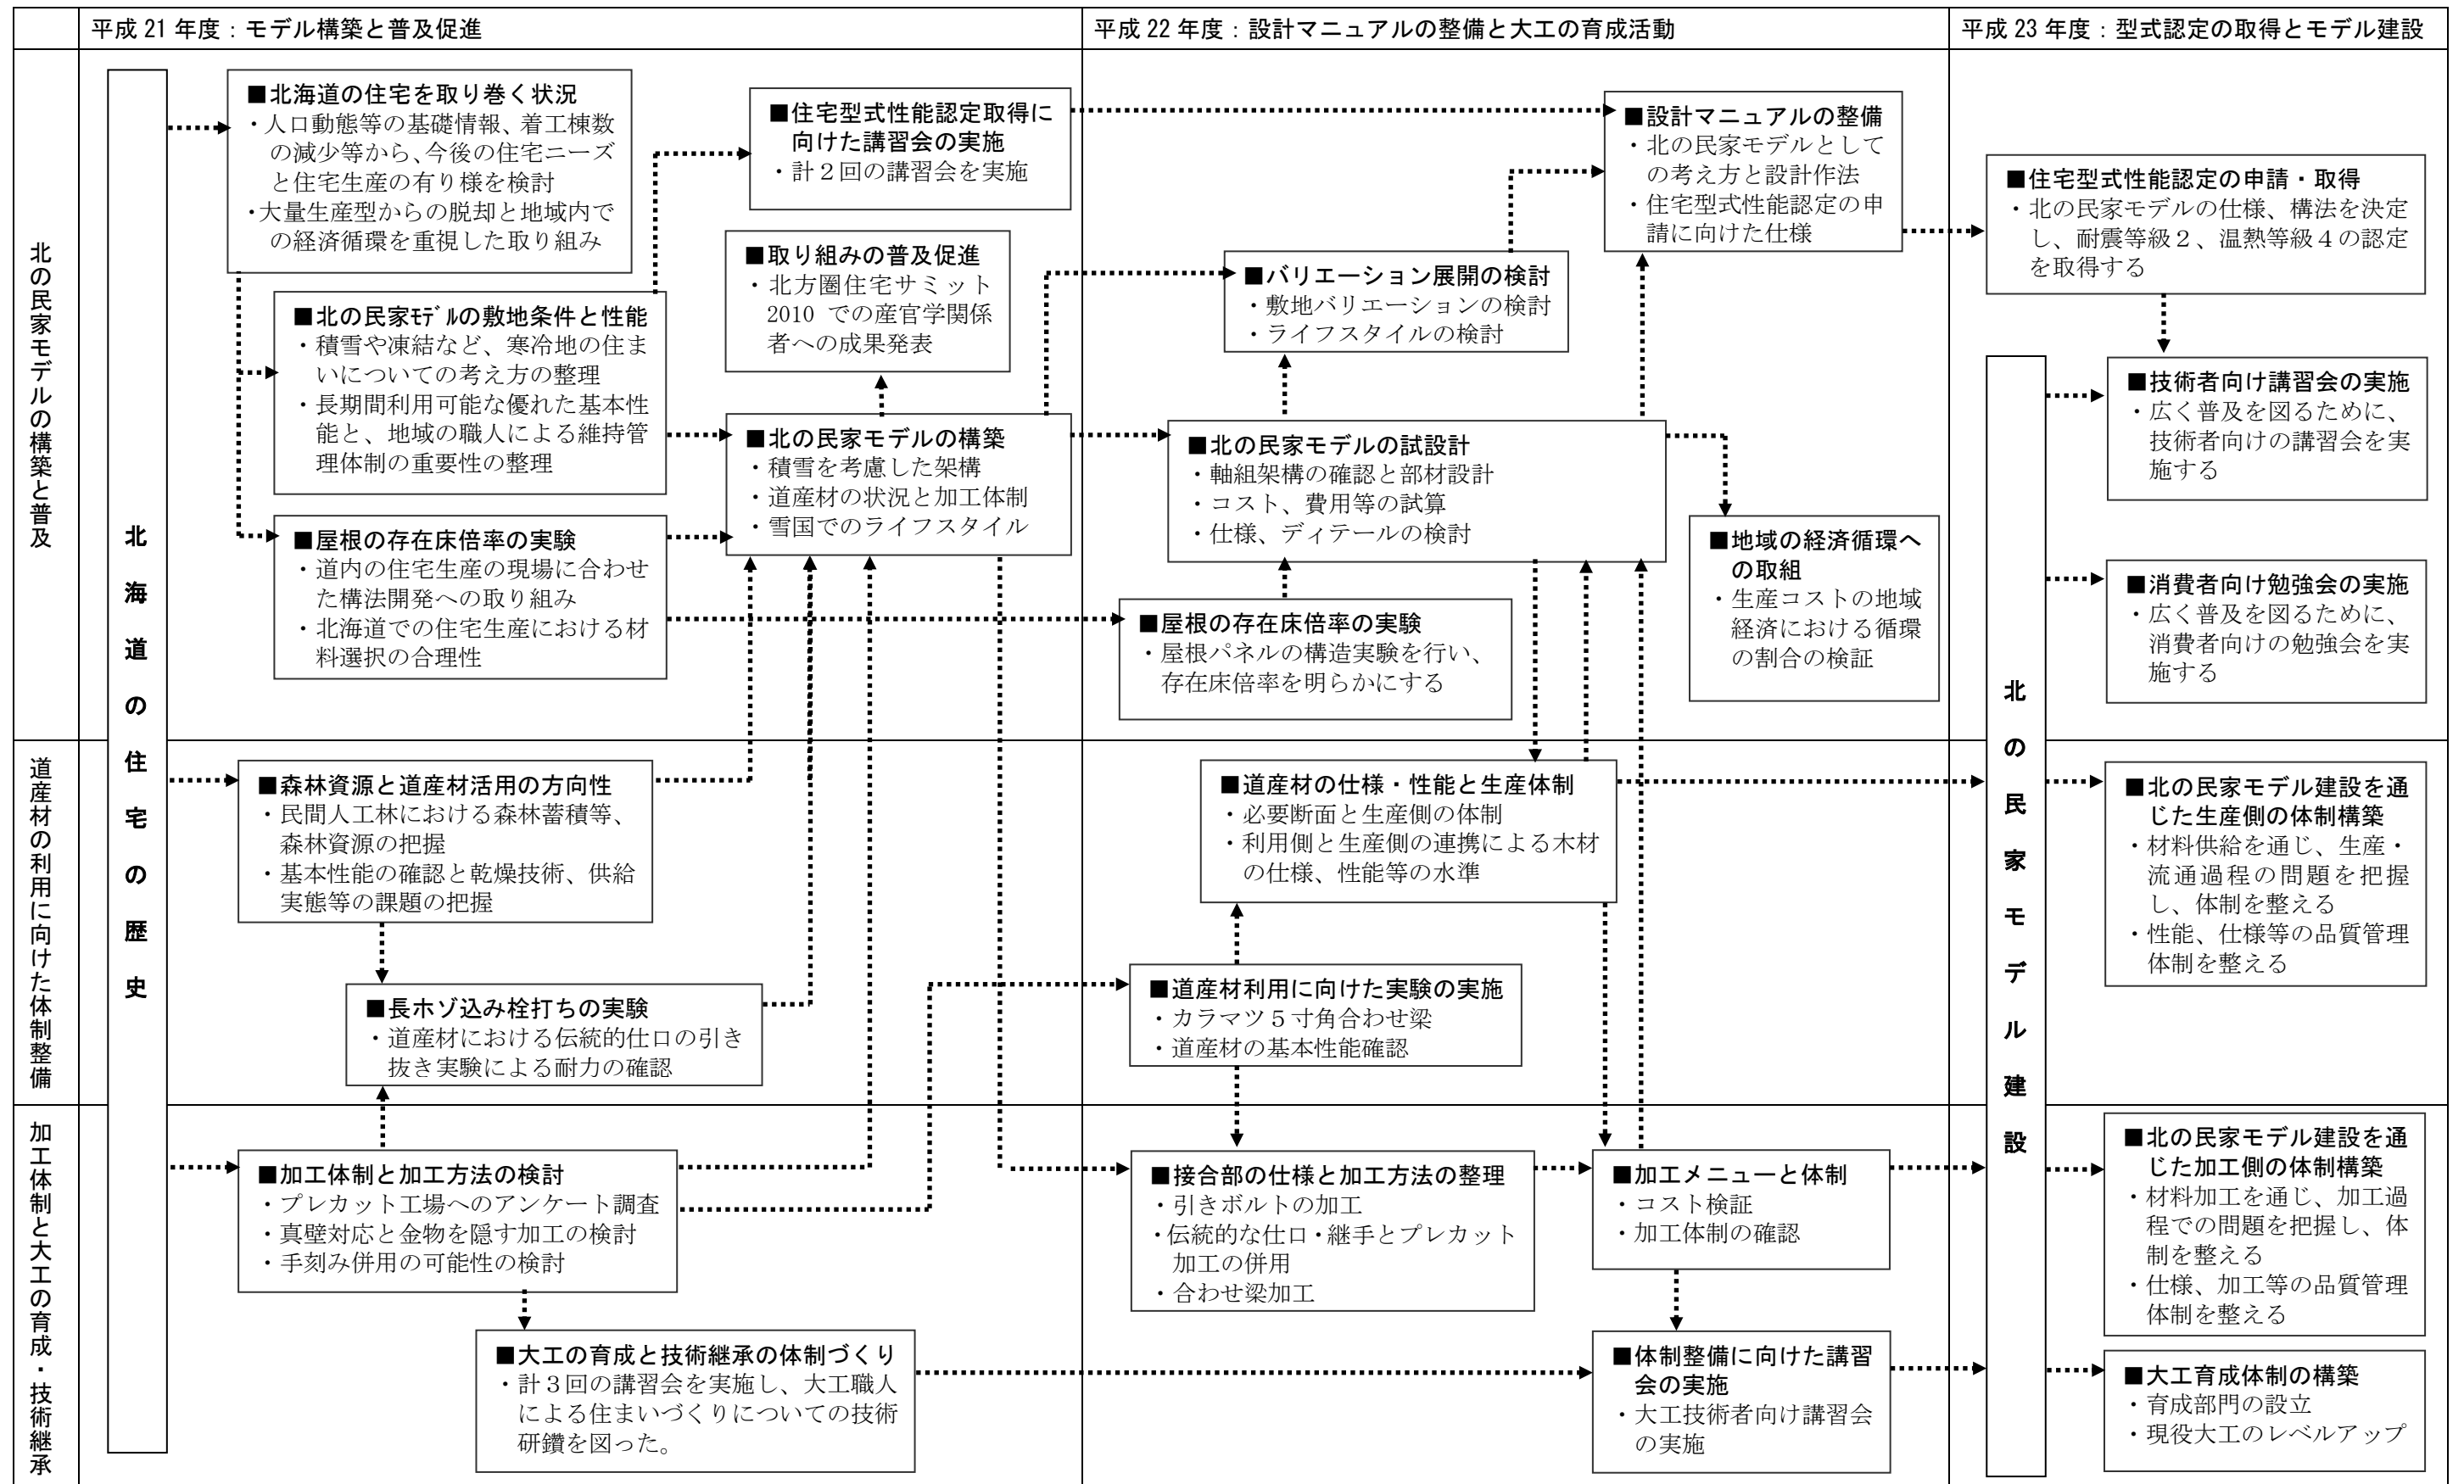 平成 21 年度：モデル構築と普及促進
平成 22 年度：設計マニュアルの整備と大工の育成活動
平成 23 年度：型式認定の取得とモデル建設
北の民家モデルの構築と普及
道産材の利用に向けた体制整備
加工体制と大工の育成・技術継承
北海道の住宅の歴史
■北海道の住宅を取り巻く状況
・人口動態等の基礎情報、着工棟数
の減少等から、今後の住宅ニーズ
と住宅生産の有り様を検討
・大量生産型からの脱却と地域内で
の経済循環を重視した取り組み
■北の民家ﾓﾃﾞﾙの敷地条件と性能
・積雪や凍結など、寒冷地の住ま
いについての考え方の整理
・長期間利用可能な優れた基本性
能と、地域の職人による維持管
理体制の重要性の整理
■屋根の存在床倍率の実験
・道内の住宅生産の現場に合わせ
た構法開発への取り組み
・北海道での住宅生産における材
料選択の合理性
■住宅型式性能認定取得に
向けた講習会の実施
・計２回の講習会を実施
■取り組みの普及促進
・北方圏住宅サミット
2010 での産官学関係
者への成果発表
■北の民家モデルの構築
・積雪を考慮した架構
・道産材の状況と加工体制
・雪国でのライフスタイル
■森林資源と道産材活用の方向性
・民間人工林における森林蓄積等、
森林資源の把握
・基本性能の確認と乾燥技術、供給
実態等の課題の把握
■長ホゾ込み栓打ちの実験
・道産材における伝統的仕口の引き
抜き実験による耐力の確認
■加工体制と加工方法の検討
・プレカット工場へのアンケート調査
・真壁対応と金物を隠す加工の検討
・手刻み併用の可能性の検討
■大工の育成と技術継承の体制づくり
・計３回の講習会を実施し、大工職人
による住まいづくりについての技術
研鑽を図った。
■設計マニュアルの整備
・北の民家モデルとして
の考え方と設計作法
・住宅型式性能認定の申
請に向けた仕様
■バリエーション展開の検討
・敷地バリエーションの検討
・ライフスタイルの検討
■北の民家モデルの試設計
・軸組架構の確認と部材設計
・コスト、費用等の試算
・仕様、ディテールの検討
■地域の経済循環へ
の取組
・生産コストの地域
経済における循環
の割合の検証
■屋根の存在床倍率の実験
・屋根パネルの構造実験を行い、
存在床倍率を明らかにする
■道産材の仕様・性能と生産体制
・必要断面と生産側の体制
・利用側と生産側の連携による木材
の仕様、性能等の水準
■道産材利用に向けた実験の実施
・カラマツ５寸角合わせ梁
・道産材の基本性能確認
■接合部の仕様と加工方法の整理
・引きボルトの加工
・伝統的な仕口・継手とプレカット
加工の併用
・合わせ梁加工
■加工メニューと体制
・コスト検証
・加工体制の確認
■体制整備に向けた講習
会の実施
・大工技術者向け講習会
の実施
■住宅型式性能認定の申請・取得
・北の民家モデルの仕様、構法を決定
し、耐震等級２、温熱等級４の認定
を取得する
北の民家モデル建設
■技術者向け講習会の実施
・広く普及を図るために、
技術者向けの講習会を実
施する
■消費者向け勉強会の実施
・広く普及を図るために、
消費者向けの勉強会を実
施する
■北の民家モデル建設を通
じた生産側の体制構築
・材料供給を通じ、生産・
流通過程の問題を把握
し、体制を整える
・性能、仕様等の品質管理
体制を整える
■北の民家モデル建設を通
じた加工側の体制構築
・材料加工を通じ、加工過
程での問題を把握し、体
制を整える
・仕様、加工等の品質管理
体制を整える
■大工育成体制の構築
・育成部門の設立
・現役大工のレベルアップ